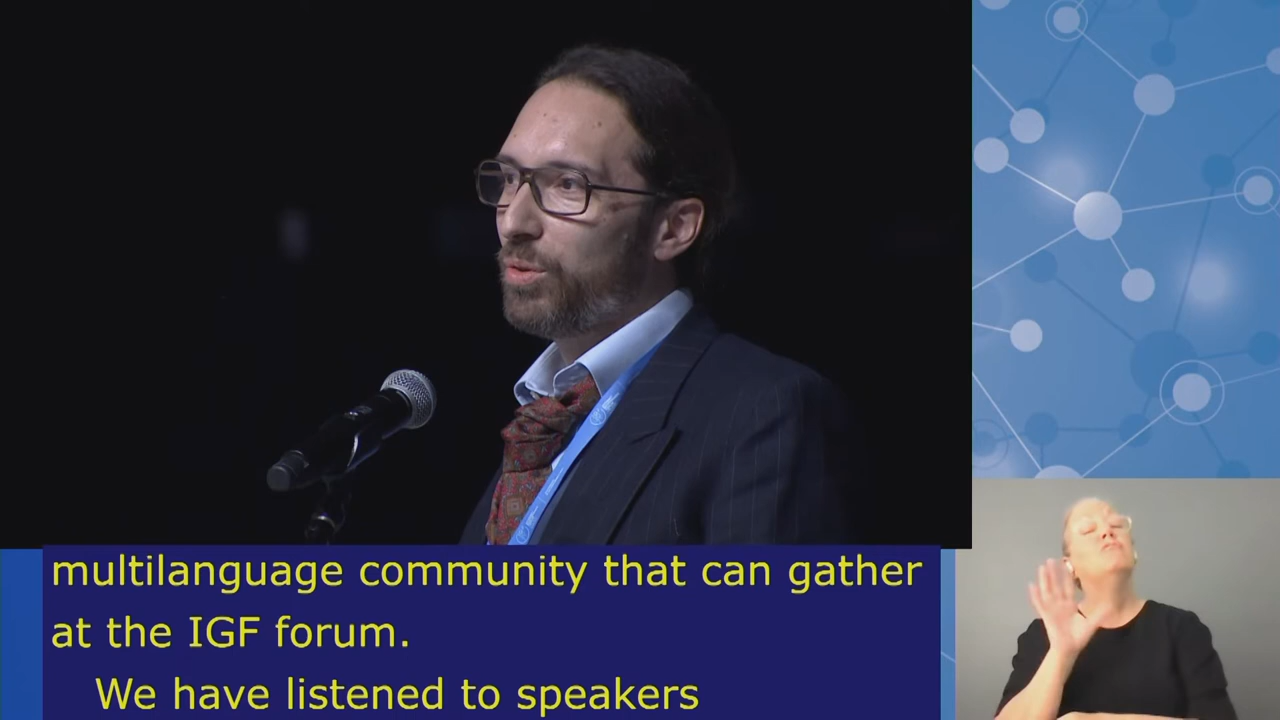 multilanguage community that can gather
at the IGF forum.
We have listened to speakers